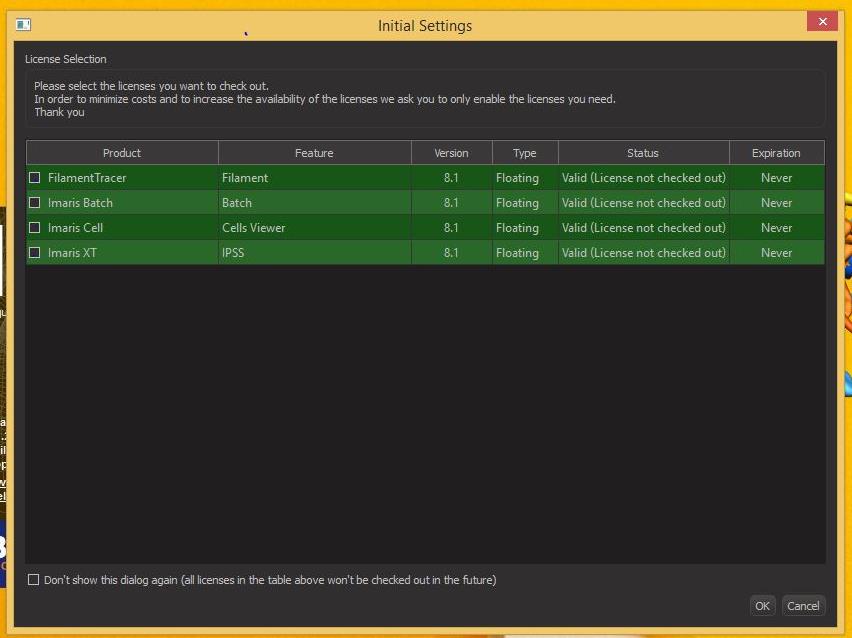 Initial Settings
License Selection
Please select the licenses you want to check out.
In order to minimize costs and to increase the availability of the licenses we ask you to only enable the licenses you need.
Thank you
Product Feature Version Type Status Expiration
FilamentTracer Filament 8.1 Floating Valid (License not checked out) Never
Imaris Batch Batch 8.1 Floating Valid (License not checked out) Never
Imaris Cell Cells Viewer 8.1 Floating Valid (License not checked out) Never
Imaris XT IPSS 8.1 Floating Valid (License not checked out) Never
Don't show this dialog again (all licenses in the table above won't be checked out in the future)
OK Cancel